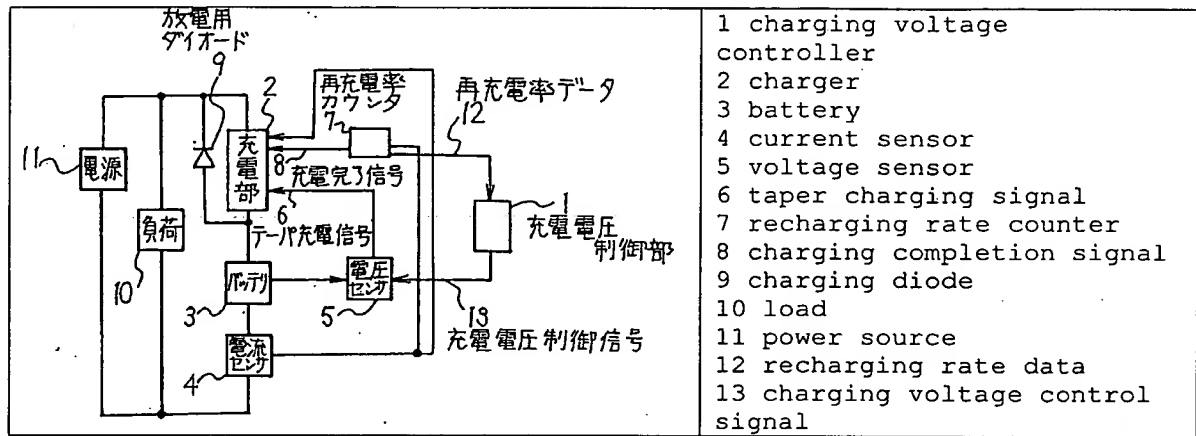 放電用
ダイオード
9
2
再充電率
カウンタ
7
再充電率データ
12
11
電源
充電部
8
充電完了信号
6
テーパ充電信号
1
充電電圧
制御部
負荷
10
バッテリ
3
電圧
センサ
5
13
充電電圧制御信号
電流
センサ
4
1 charging voltage
controller
2 charger
3 battery
4 current sensor
5 voltage sensor
6 taper charging signal
7 recharging rate counter
8 charging completion signal
9 charging diode
10 load
11 power source
12 recharging rate data
13 charging voltage control
signal